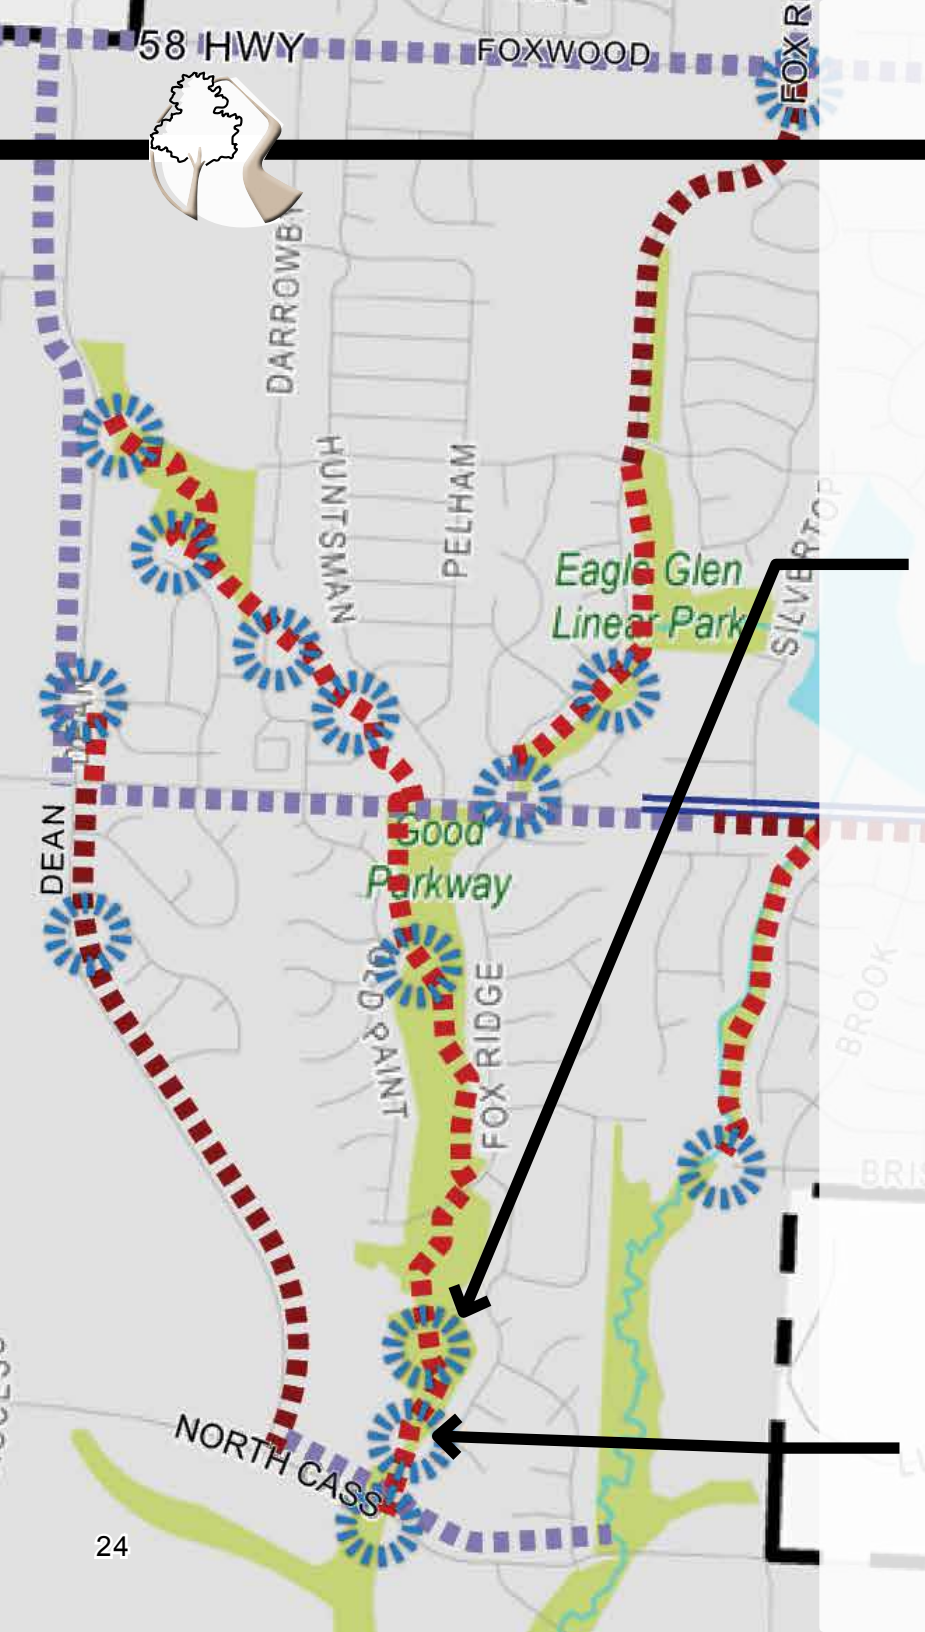 58 HWY
FOXWOOD
FOX R
DARROWBY
HUNTSMAN
PELHAM
Eagle Glen
Linear Park
SILVERTOP
DEAN
DEAN
Good
Parkway
OLD PAINT
FOX RIDGE
BROOK
BRIS
NORTH CASS
24